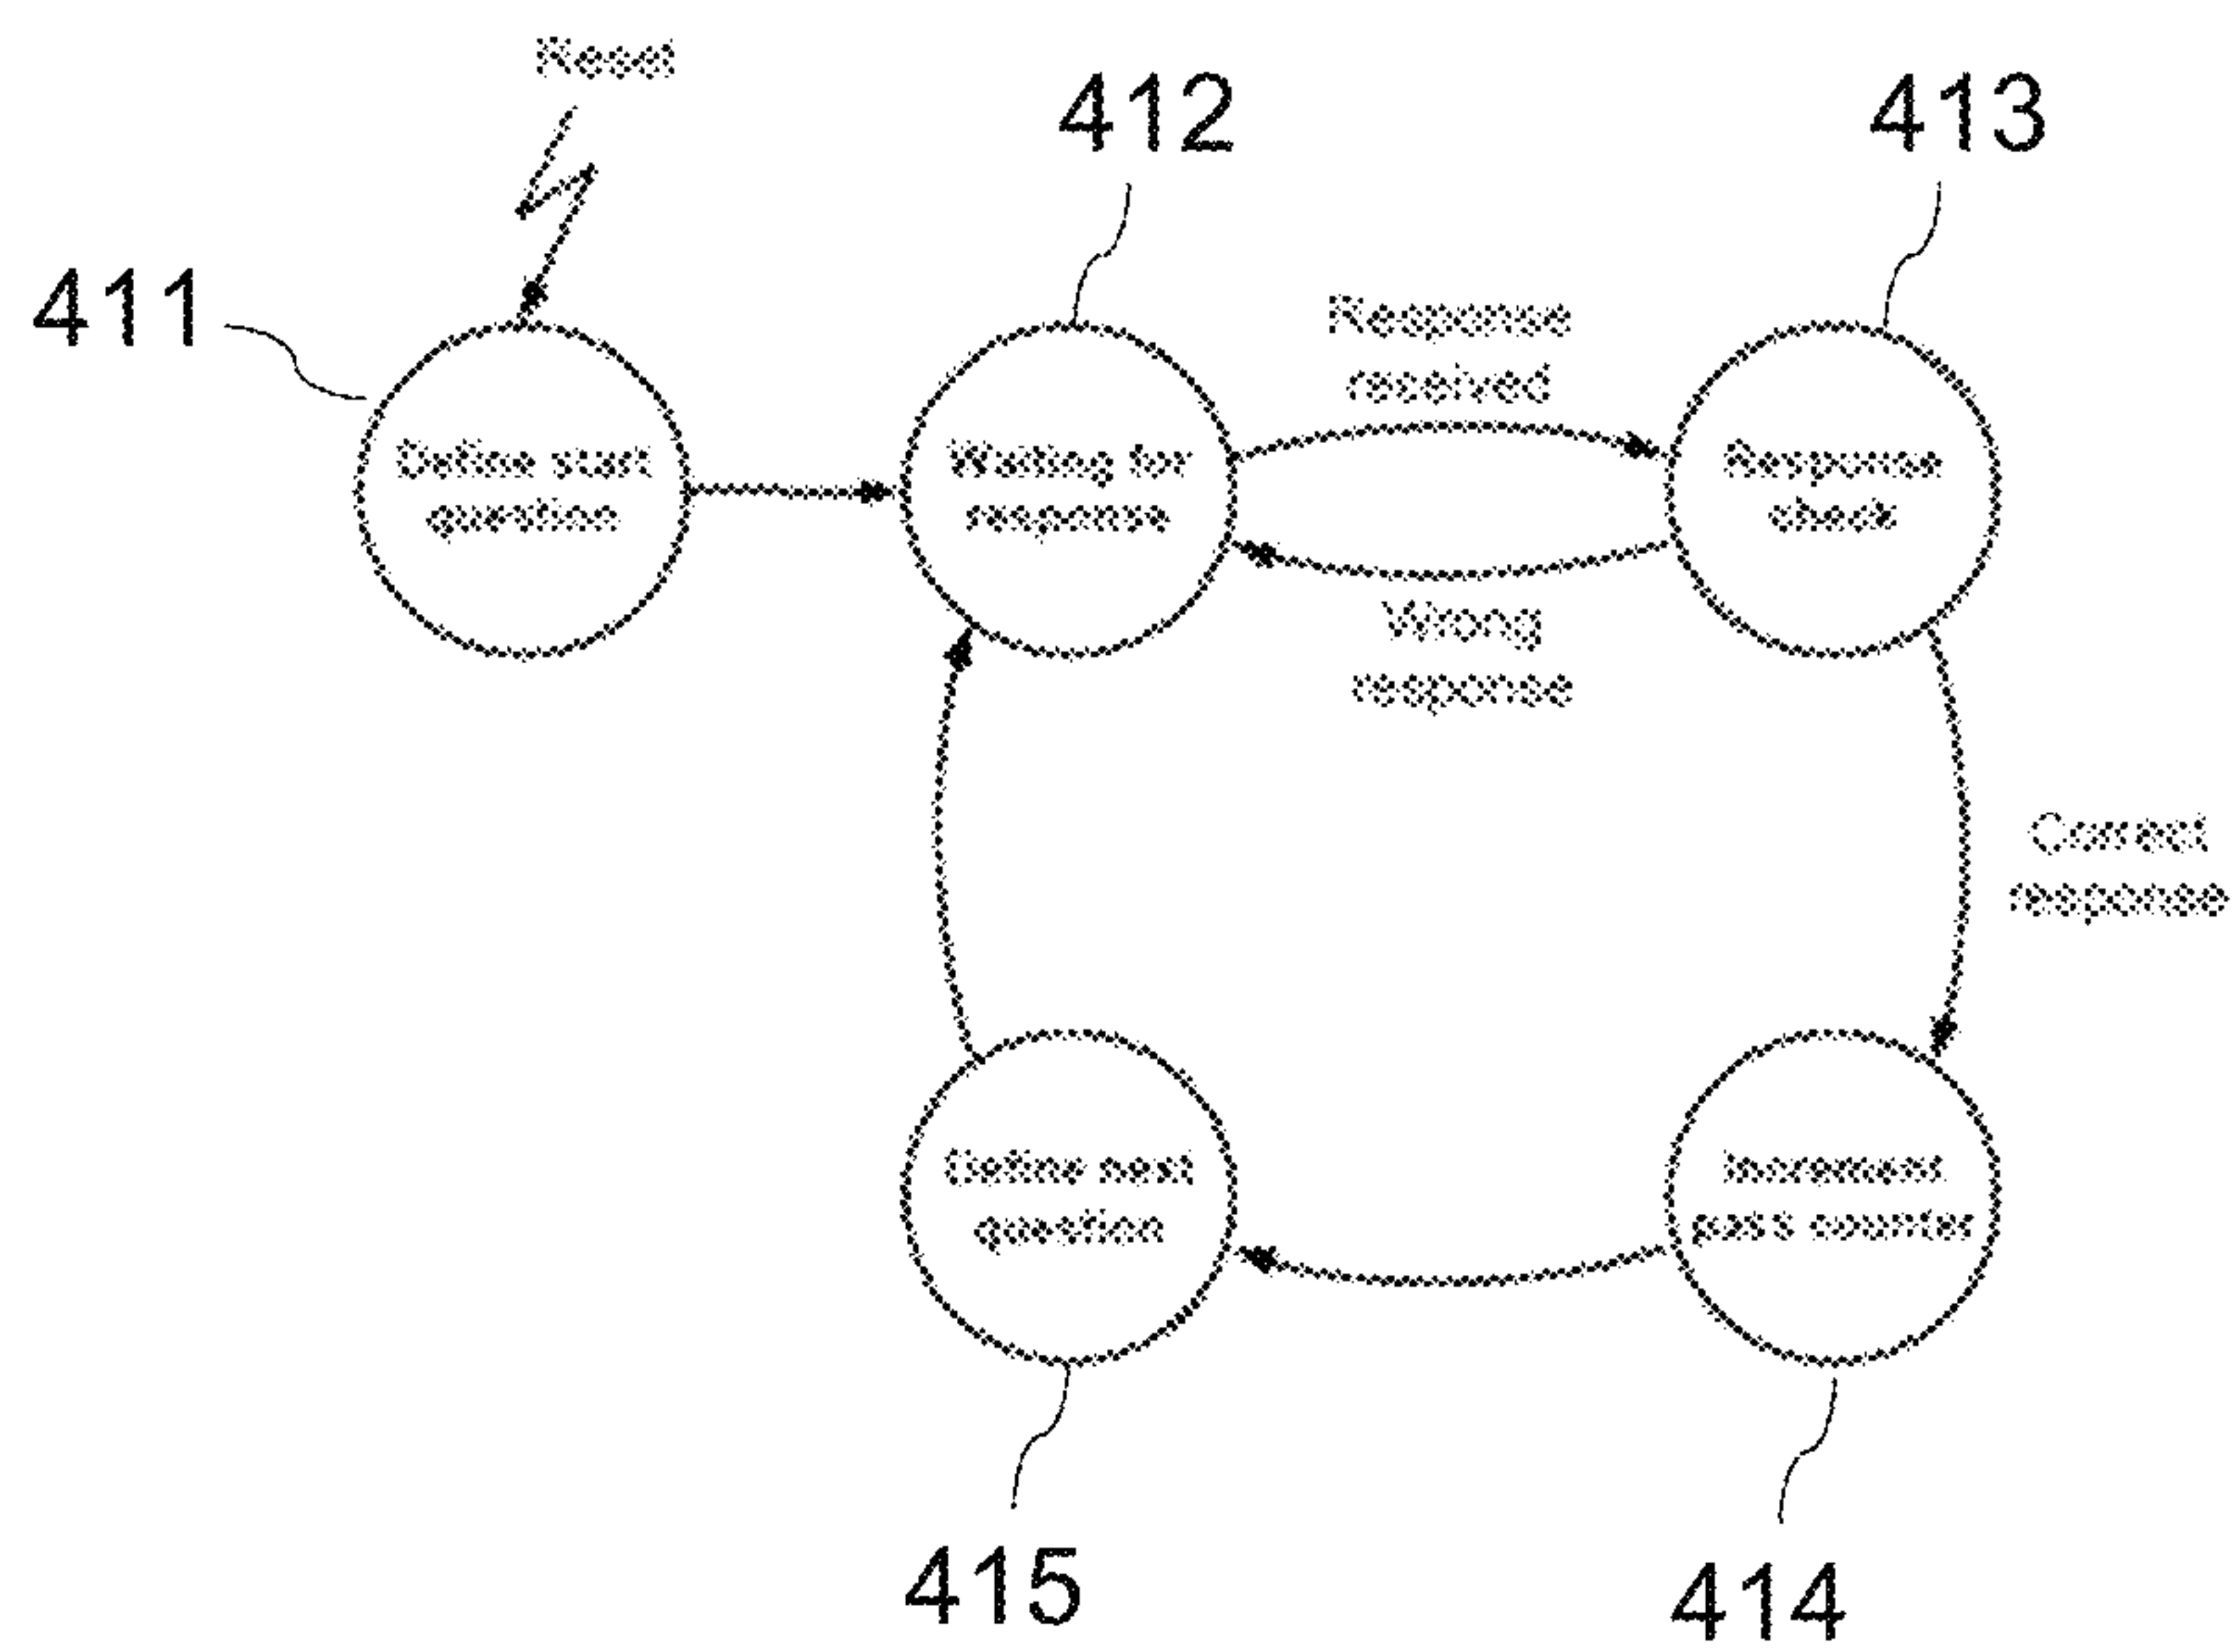 Reset
412
413
411
Response
received
Define start
question
Waiting for
response
Response
check
Wrong
response
Correct
response
Define next
question
Increment
pass counter
415
414